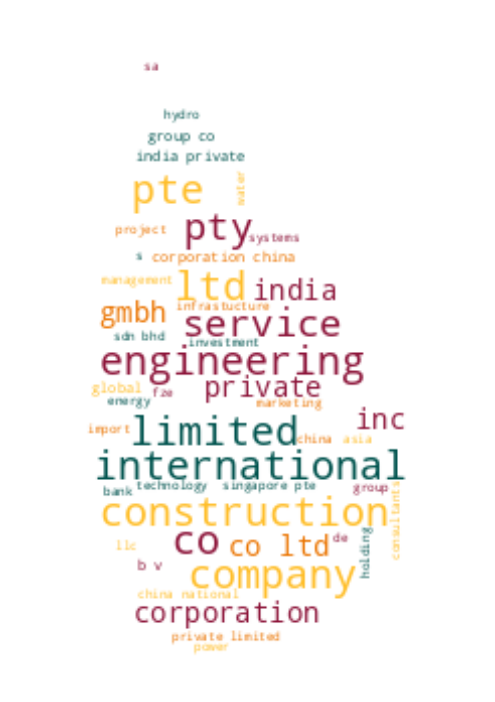 sa
hydro
group co
india private
pte
water
project
pty
systems
s
corporation china
management
ltd
india
infrastucture
gmbh
service
sdn bhd
investment
engineering
global
fze
private
energy
marketing
inc
import
limited
china
asia
international
bank
technology
singapore pte
group
construction
consultants
co
co ltd
de
holding
llc
b v
company
china national
corporation
private limited
power